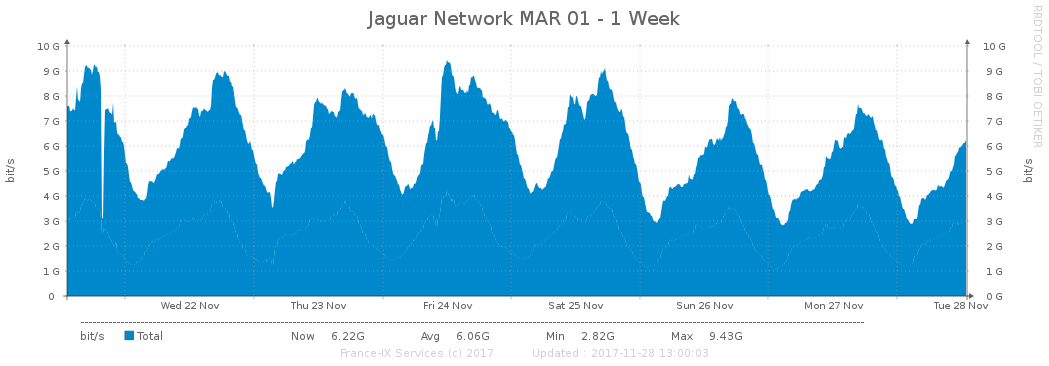 Jaguar Network MAR 01 - 1 Week
RRDTOOL / TOBI OETIKER
bit/s
bit/s
10 G 10 G
9 G 9 G
8 G 8 G
7 G 7 G
6 G 6 G
5 G 5 G
4 G 4 G
3 G 3 G
2 G 2 G
1 G 1 G
0 0 G
Wed 22 Nov Thu 23 Nov Fri 24 Nov Sat 25 Nov Sun 26 Nov Mon 27 Nov Tue 28 Nov
bit/s Total Now 6.22G Avg 6.06G Min 2.82G Max 9.43G
France-IX Services (c) 2017 Updated : 2017-11-28 13:00:03